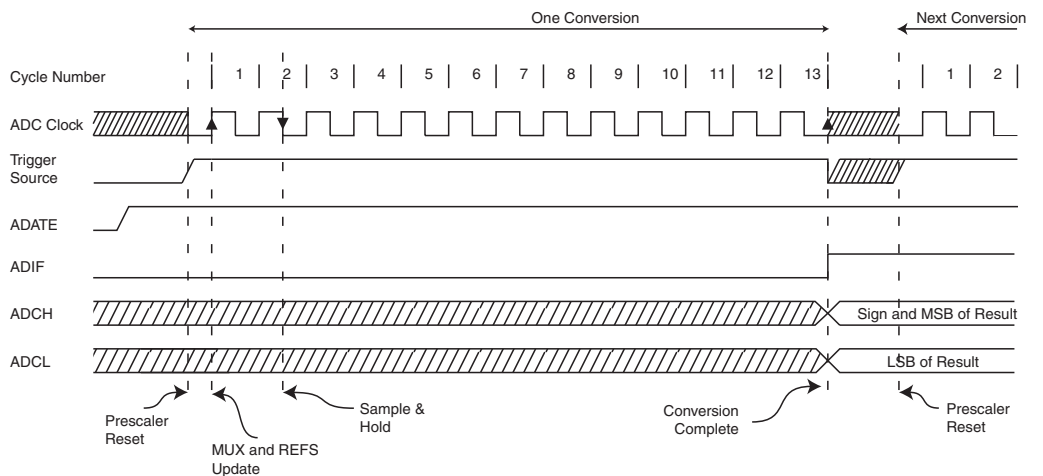 One Conversion
Next Conversion
Cycle Number
1 2 3 4 5 6 7 8 9 10 11 12 13 1 2
ADC Clock
Trigger
Source
ADATE
ADIF
ADCH
Sign and MSB of Result
ADCL
LSB of Result
Prescaler
Reset
MUX and REFS
Update
Sample &
Hold
Conversion
Complete
Prescaler
Reset